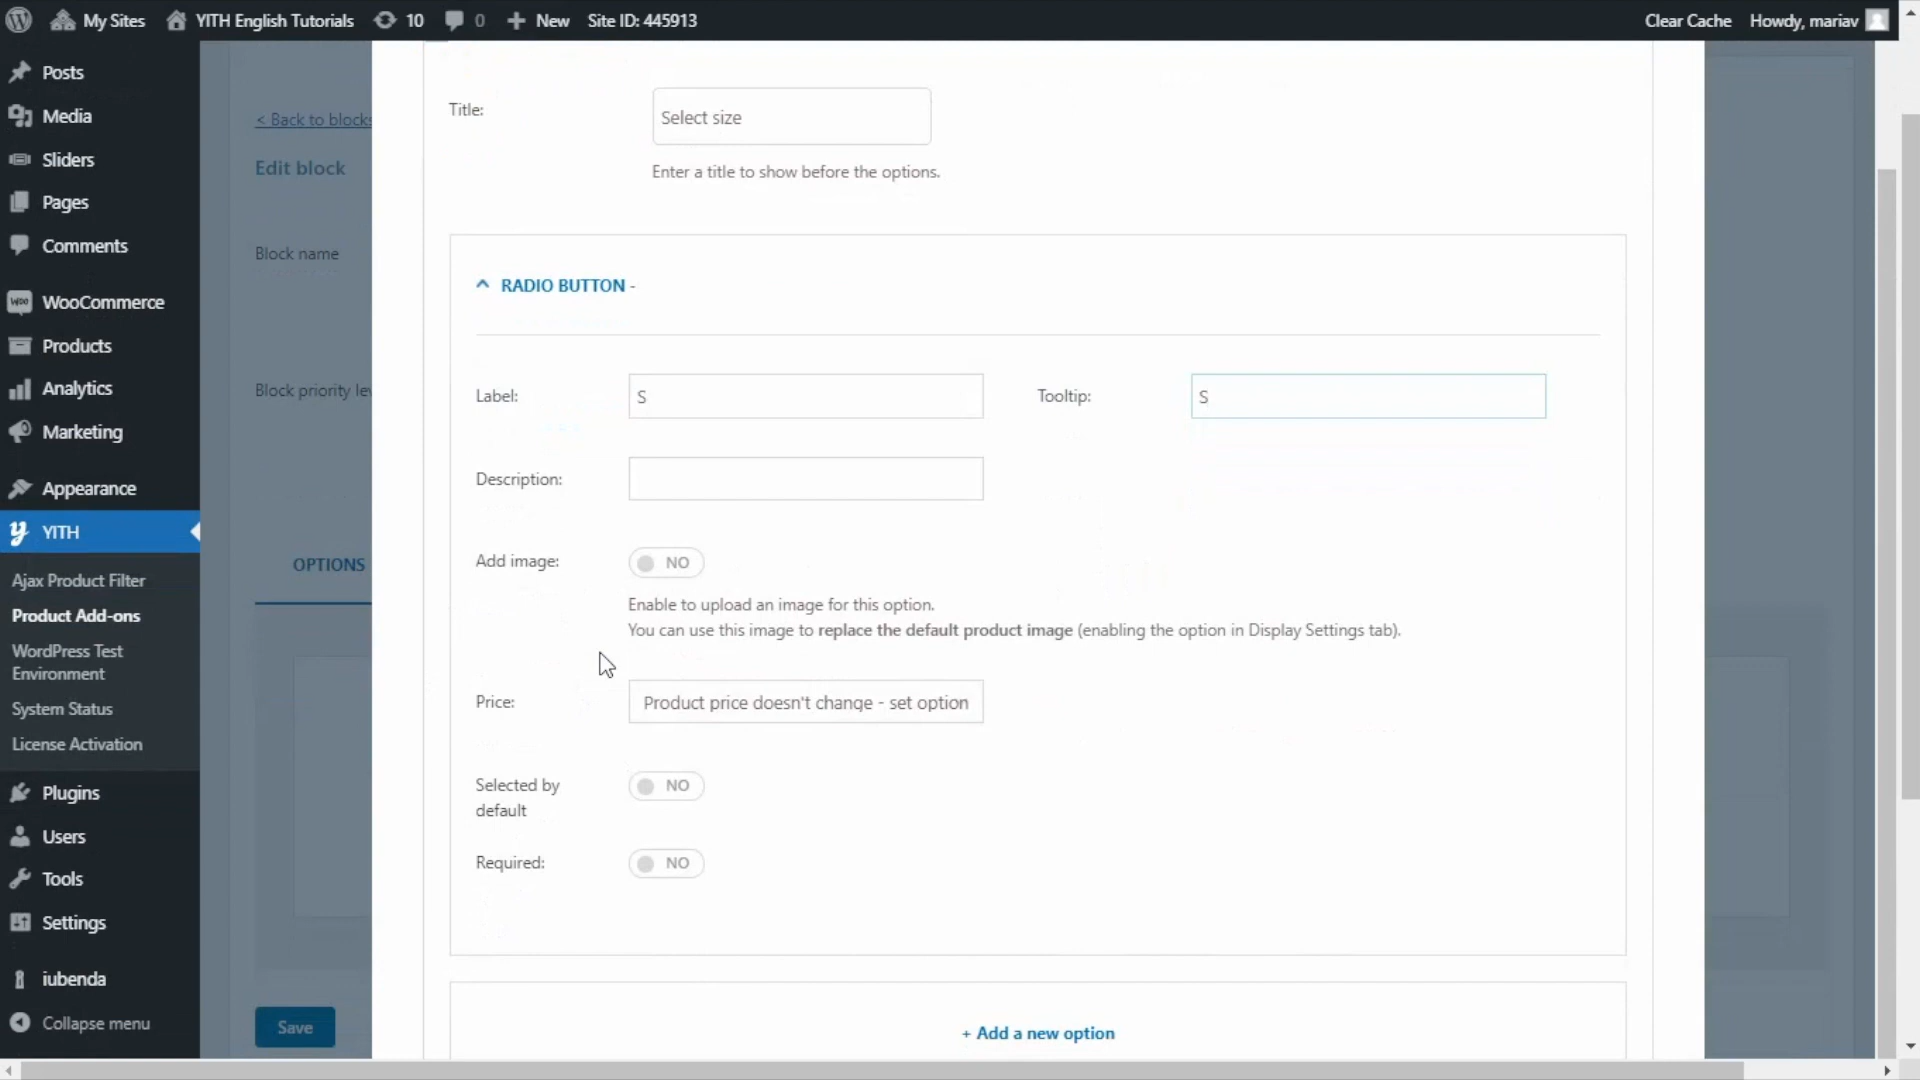 My Sites
YITH English Tutorials
10
0
New
Site ID: 445913
Clear Cache
Howdy, mariav
Posts
Media
Sliders
Pages
Comments
WooCommerce
Products
Analytics
Marketing
Appearance
YITH
Ajax Product Filter
Product Add-ons
WordPress Test
Environment
System Status
License Activation
Plugins
Users
Tools
Settings
iubenda
Collapse menu
< Back to blocks
Edit block
Block name
Block priority lev
OPTIONS
Save
Title:
Select size
Enter a title to show before the options.
RADIO BUTTON -
Label:
S
Tooltip:
S
Description:
Add image:
NO
Enable to upload an image for this option.
You can use this image to replace the default product image (enabling the option in Display Settings tab).
Price:
Product price doesn't change - set option
Selected by
default
NO
Required:
NO
+ Add a new option